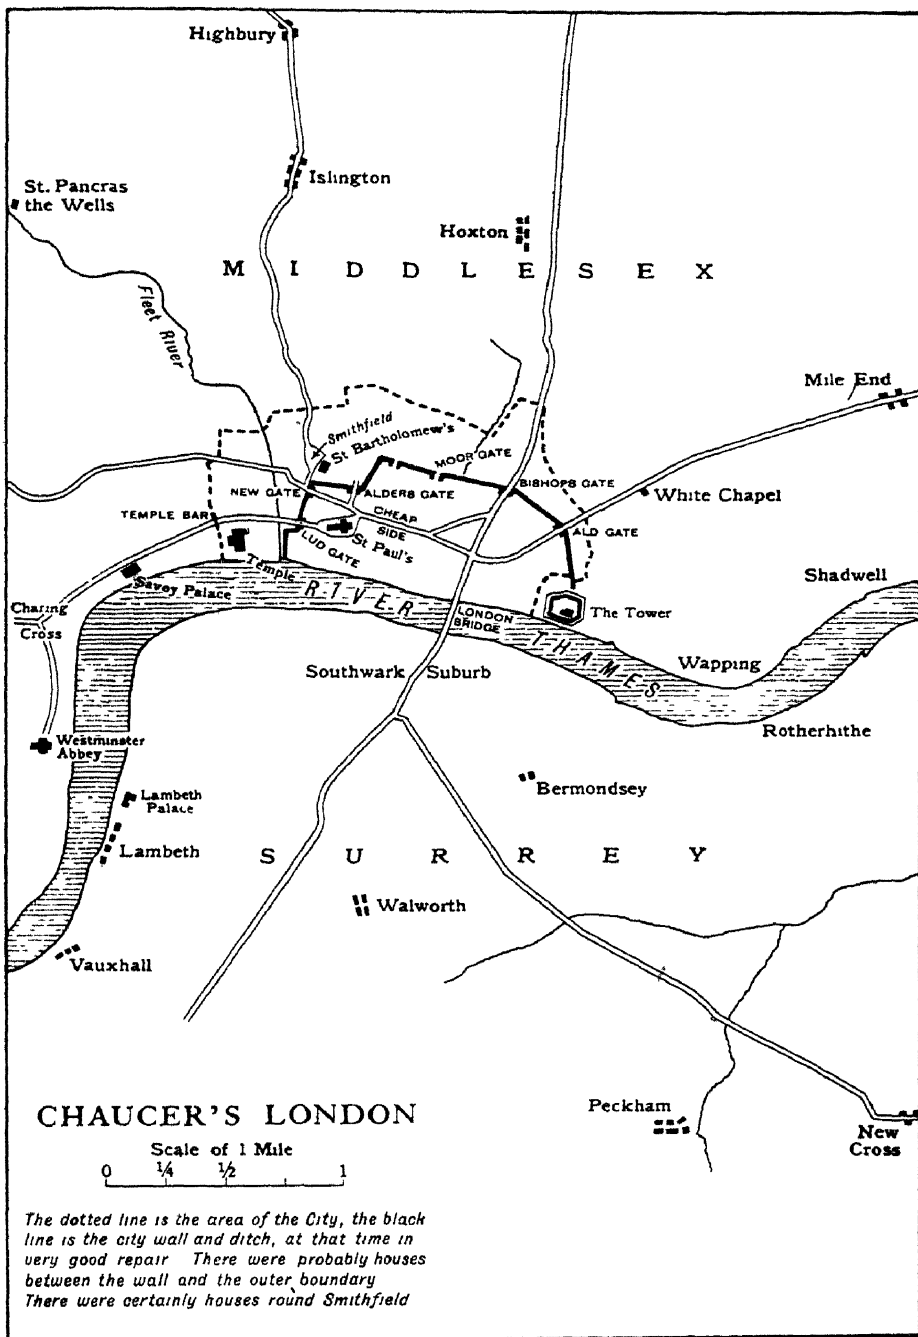 Highbury
Islington
St. Pancras
the Wells
Hoxton
M I D D L E S E X
Fleet River
Mile End
Smithfield
St Bartholomew's
MOOR GATE
BISHOPS GATE
NEW GATE
ALDERS GATE
White Chapel
TEMPLE BAR
CHEAP
SIDE
ALD GATE
LUD GATE
St Paul's
Temple
Savoy Palace
Shadwell
Charing
Cross
R-I-V-E-R
LONDON
BRIDGE
The Tower
T-H-A-M-E-S
Wapping
Southwark Suburb
Rotherhithe
Westminster
Abbey
Bermondsey
Lambeth
Palace
Lambeth
S U R R E Y
Walworth
Vauxhall
CHAUCER'S LONDON
Scale of 1 Mile
0 1/4 1/2 1
Peckham
New
Cross
The dotted line is the area of the City, the black
line is the city wall and ditch, at that time in
very good repair There were probably houses
between the wall and the outer boundary
There were certainly houses round Smithfield